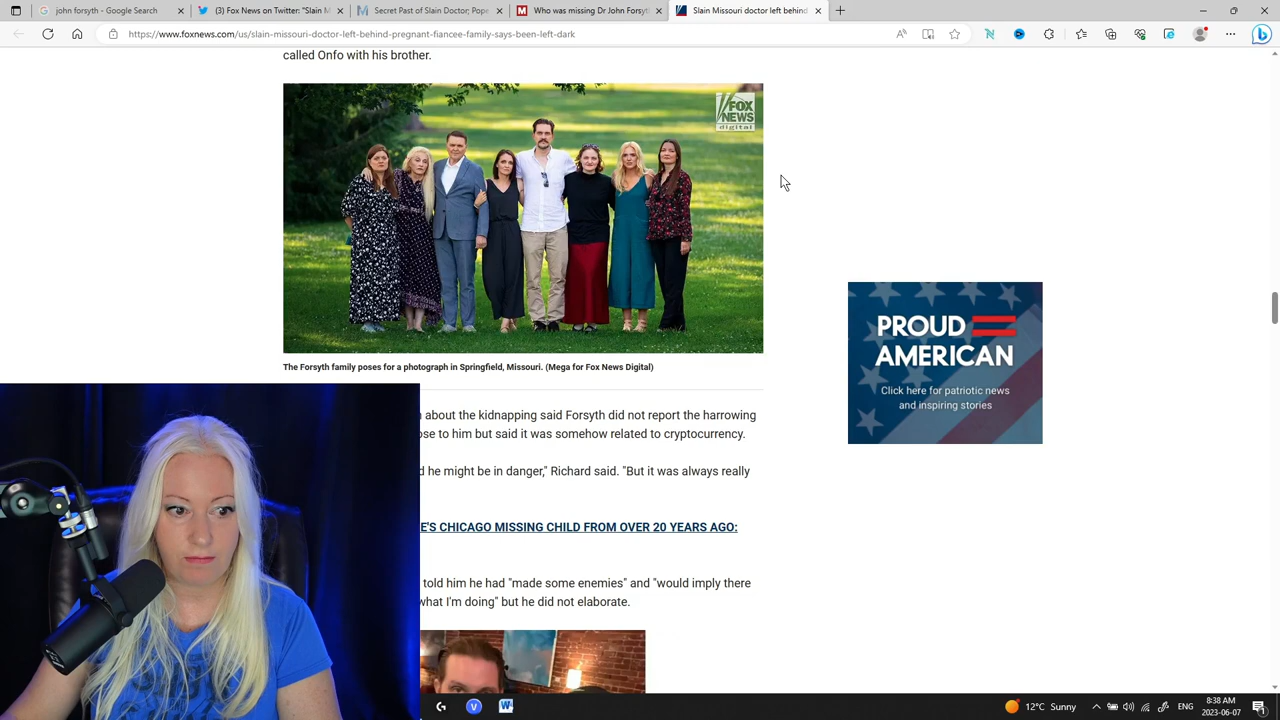 john forsyth - Google Search
(3) Fox News on Twitter: "Slain M
Secret Past of Slain Doctor; Pope
Who was missing Dr John Forsyt
Slain Missouri doctor left behind
https://www.foxnews.com/us/slain-missouri-doctor-left-behind-pregnant-fiancee-family-says-been-left-dark
called Onfo with his brother.
FOX
NEWS
digital
The Forsyth family poses for a photograph in Springfield, Missouri. (Mega for Fox News Digital)
PROUD
AMERICAN
Click here for patriotic news
and inspiring stories
about the kidnapping said Forsyth did not report the harrowing
ose to him but said it was somehow related to cryptocurrency.
d he might be in danger," Richard said. "But it was always really
E'S CHICAGO MISSING CHILD FROM OVER 20 YEARS AGO:
told him he had "made some enemies" and "would imply there
what I'm doing" but he did not elaborate.
12°C Sunny
ENG
8:38 AM
2023-06-07